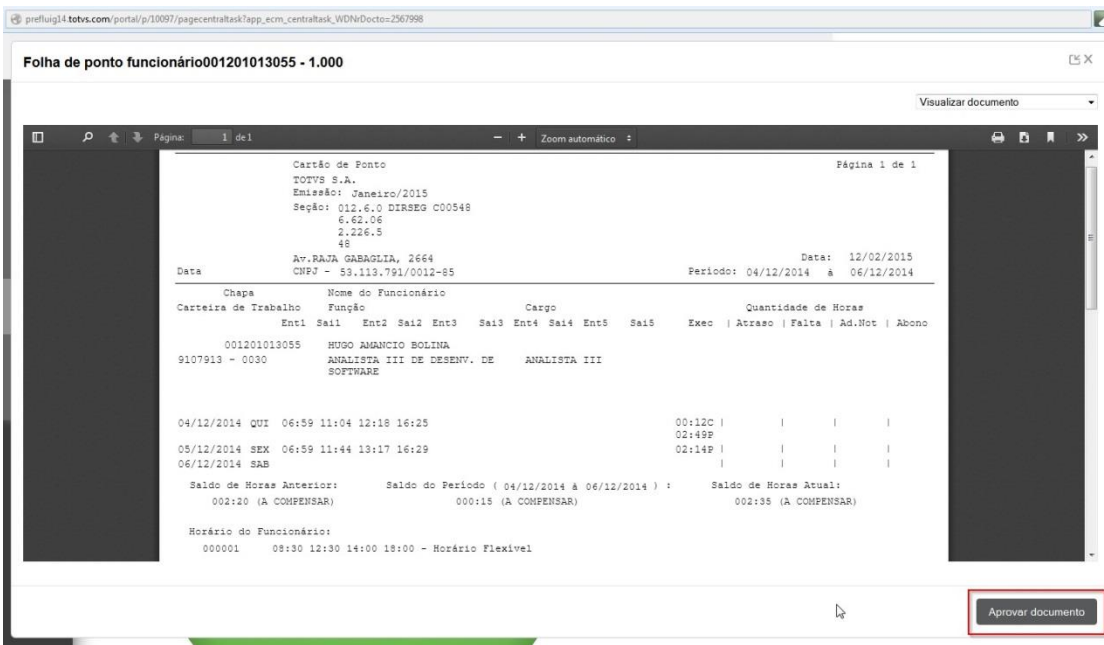 prefluig14.totvs.com/portal/p/10097/pagecentraltask?app_ecm_centraltask_WDNrDocto=2567998
Folha de ponto funcionário001201013055 - 1.000
Visualizar documento
Página: 1 de 1
Zoom automático
Cartão de Ponto Página 1 de 1
TOTVS S.A.
Emissão: Janeiro/2015
Seção: 012.6.0 DIRSEG C00548
6.62.06
2.226.5
48
Av.RAJA GABAGLIA, 2664 Data: 12/02/2015
Data CNPJ - 53.113.791/0012-85 Período: 04/12/2014 à 06/12/2014
Chapa Nome do Funcionário
Carteira de Trabalho Função Cargo Quantidade de Horas
Ent1 Sai1 Ent2 Sai2 Ent3 Sai3 Ent4 Sai4 Ent5 Sai5 Exec | Atraso | Falta | Ad.Not | Abono
001201013055 HUGO AMANCIO BOLINA
9107913 - 0030 ANALISTA III DE DESENV. DE ANALISTA III
SOFTWARE
04/12/2014 QUI 06:59 11:04 12:18 16:25 00:12C | | | |
02:49P
05/12/2014 SEX 06:59 11:44 13:17 16:29 02:14P | | | |
06/12/2014 SAB | | | |
Saldo de Horas Anterior: Saldo do Período ( 04/12/2014 à 06/12/2014 ) : Saldo de Horas Atual:
002:20 (A COMPENSAR) 000:15 (A COMPENSAR) 002:35 (A COMPENSAR)
Horário do Funcionário:
000001 08:30 12:30 14:00 18:00 - Horário Flexível
Aprovar documento